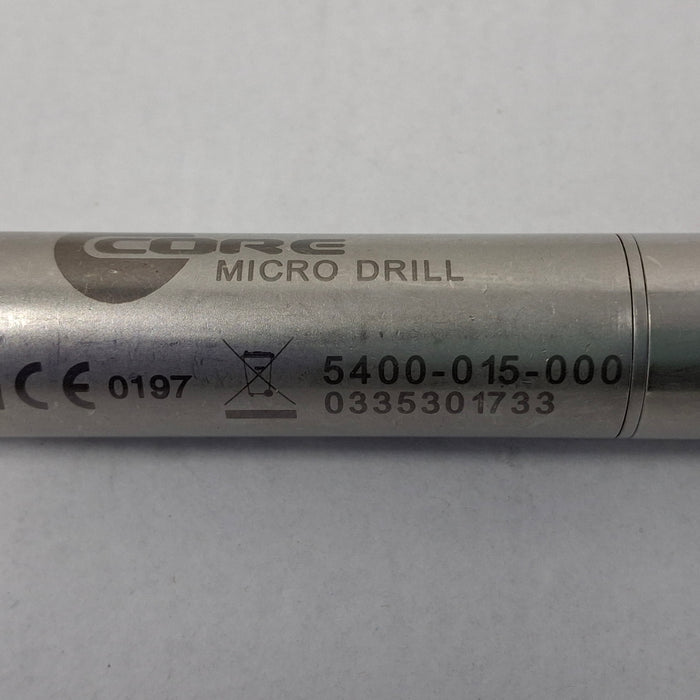 CORE
MICRO DRILL
CE 0197
5400-015-000
0335301733